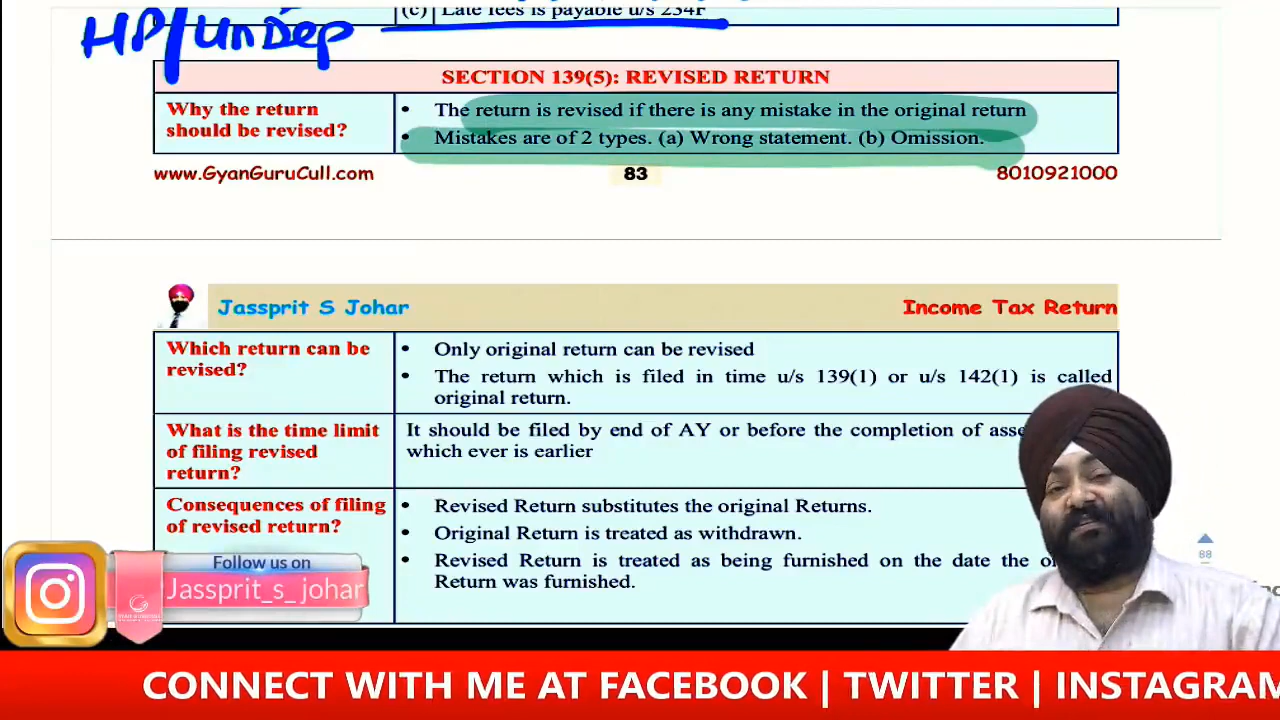 (c) Late fees is payable u/s 234F
HP/UnDep
SECTION 139(5): REVISED RETURN
Why the return
should be revised?
• The return is revised if there is any mistake in the original return
• Mistakes are of 2 types. (a) Wrong statement. (b) Omission.
www.GyanGuruCull.com 83 8010921000
Jassprit S Johar Income Tax Return
Which return can be
revised?
• Only original return can be revised
• The return which is filed in time u/s 139(1) or u/s 142(1) is called
original return.
What is the time limit
of filing revised
return?
It should be filed by end of AY or before the completion of asse
which ever is earlier
Consequences of filing
of revised return?
• Revised Return substitutes the original Returns.
• Original Return is treated as withdrawn.
• Revised Return is treated as being furnished on the date the o
Return was furnished.
88
Follow us on
Jassprit_s_johar
CONNECT WITH ME AT FACEBOOK | TWITTER | INSTAGRAM